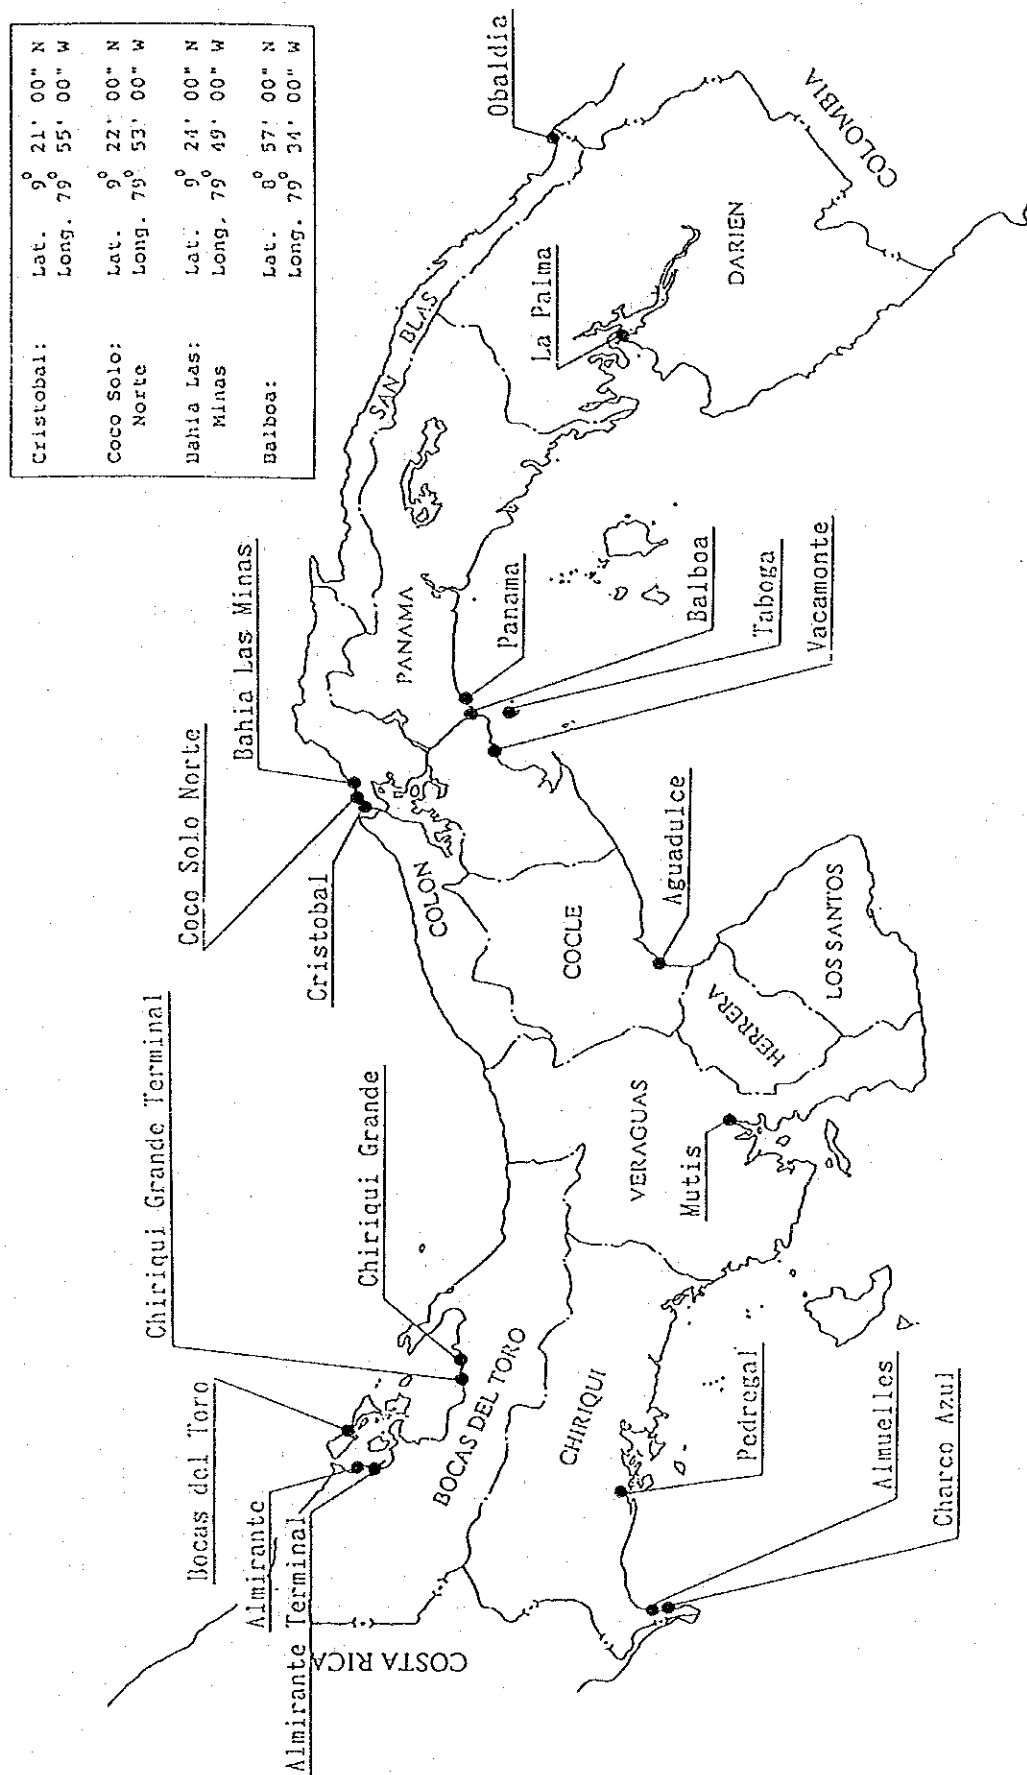 Cristobal: Lat. 9° 21' 00" N
Long. 79° 55' 00" W
Coco Solo: Lat. 9° 22' 00" N
Norte Long. 79° 53' 00" W
Bahia Las: Lat. 9° 24' 00" N
Minas Long. 79° 49' 00" W
Balboa: Lat. 8° 57' 00" N
Long. 79° 34' 00" W
Coco Solo Norte
Bahia Las Minas
Cristobal
Chiriqui Grande Terminal
Chiriqui Grande
Bocas del Toro
Almirante
Almirante Terminal
COSTA RICA
BOCAS DEL TORO
CHIRIQUI
VERAGUAS
COLON
COCLE
HERRERA
LOS SANTOS
PANAMA
SAN BLAS
DARIEN
COLOMBIA
Obaldia
La Palma
Panama
Balboa
Taboga
Vacamonte
Aguadulce
Mutis
Pedregal
Almuelles
Charco Azul